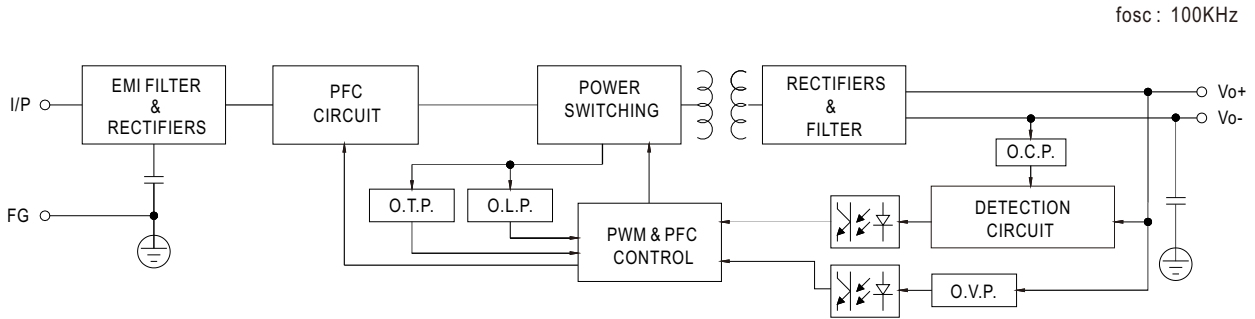 fosc : 100KHz
I/P
EMI FILTER
&
RECTIFIERS
PFC
CIRCUIT
POWER
SWITCHING
RECTIFIERS
&
FILTER
Vo+
Vo-
O.C.P.
FG
O.T.P.
O.L.P.
PWM & PFC
CONTROL
DETECTION
CIRCUIT
O.V.P.